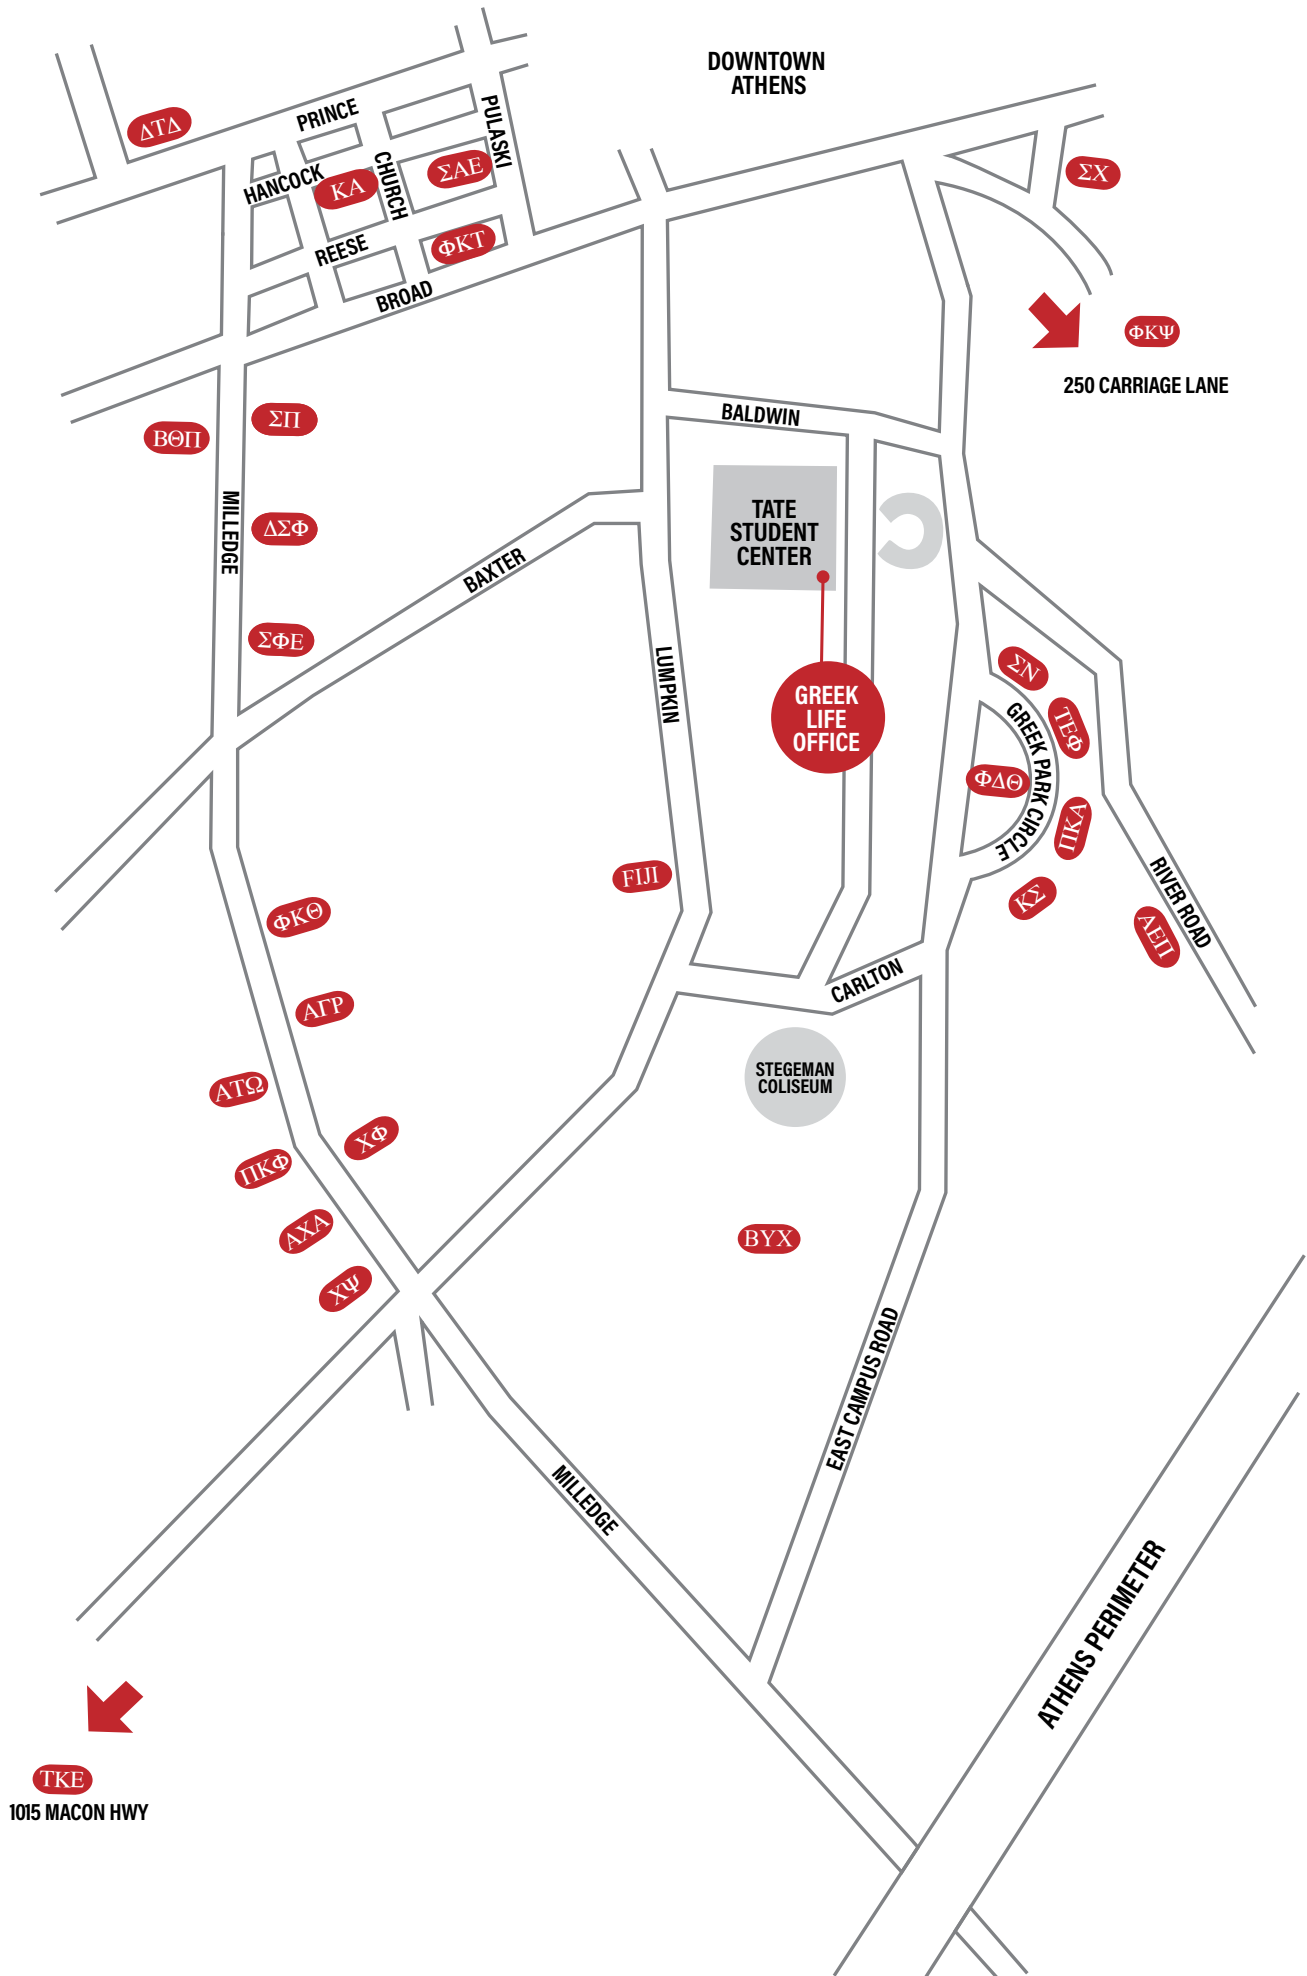 DOWNTOWN
ATHENS
PRINCE
PULASKI
ΔΤΔ
HANCOCK
ΚΑ
CHURCH
ΣΑΕ
ΣΧ
REESE
ΦΚΤ
BROAD
ΦΚΨ
250 CARRIAGE LANE
ΣΠ
ΒΘΠ
BALDWIN
MILLEDGE
ΔΣΦ
TATE
STUDENT
CENTER
BAXTER
ΣΦΕ
LUMPKIN
GREEK
LIFE
OFFICE
ΣΝ
ΤΕΦ
GREEK PARK CIRCLE
ΦΔΘ
ΠΚΑ
ΚΣ
RIVER ROAD
ΑΕΠ
FIJI
ΦΚΘ
CARLTON
ΑΓΡ
STEGEMAN
COLISEUM
ΑΤΩ
ΧΦ
ΠΚΦ
ΑΧΑ
ΒΥΧ
ΧΨ
EAST CAMPUS ROAD
MILLEDGE
ATHENS PERIMETER
ΤΚΕ
1015 MACON HWY